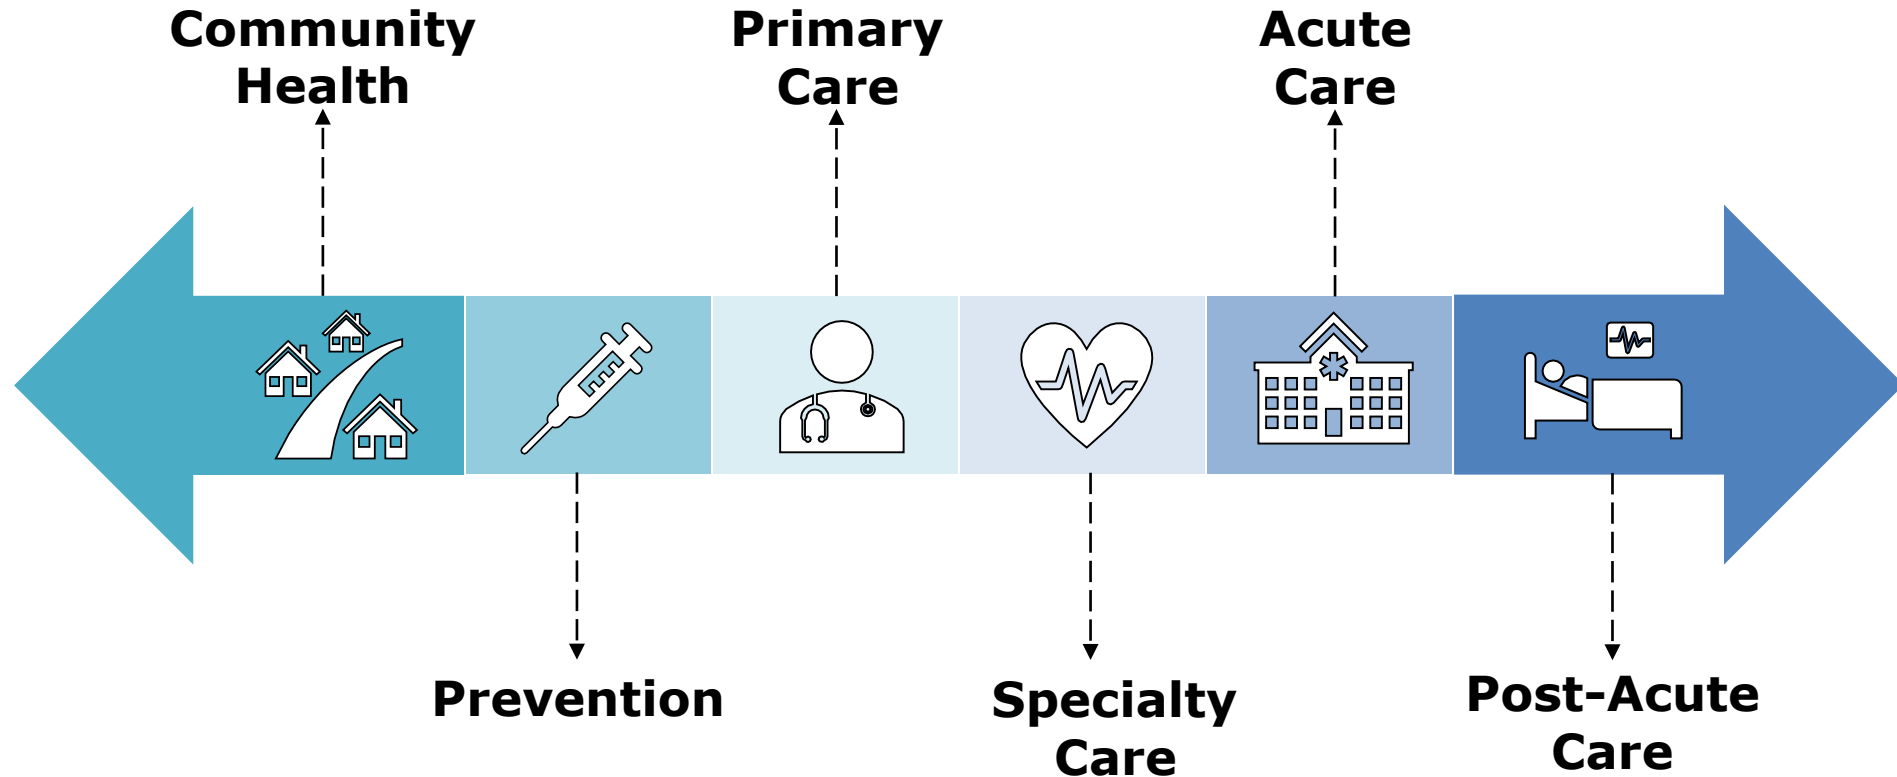 Community
Health
Primary
Care
Acute
Care
Prevention
Specialty
Care
Post-Acute
Care